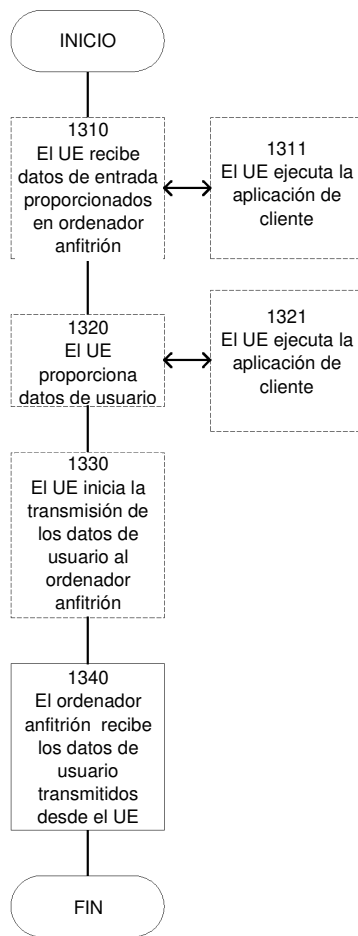 INICIO
1310
El UE recibe
datos de entrada
proporcionados
en ordenador
anfitrión
1311
El UE ejecuta la
aplicación de
cliente
1320
El UE
proporciona
datos de usuario
1321
El UE ejecuta la
aplicación de
cliente
1330
El UE inicia la
transmisión de
los datos de
usuario al
ordenador
anfitrión
1340
El ordenador
anfitrión recibe
los datos de
usuario
transmitidos
desde el UE
FIN